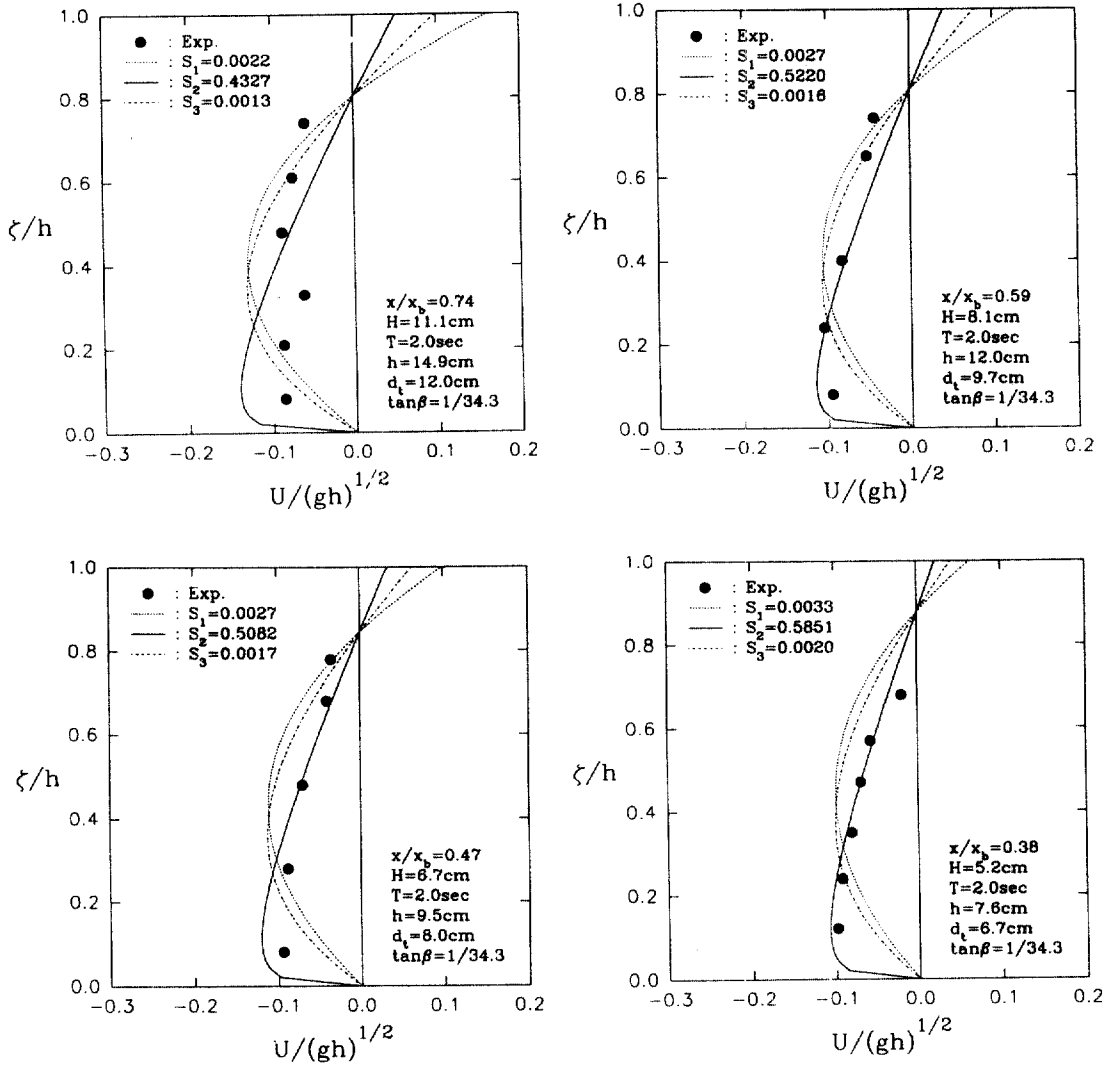 1.0
0.8
0.6
0.4
0.2
0.0
ζ/h
: Exp.
: S₁=0.0022
: S₂=0.4327
: S₃=0.0013
x/x_b=0.74
H=11.1cm
T=2.0sec
h=14.9cm
d_t=12.0cm
tanβ=1/34.3
−0.3 −0.2 −0.1 0.0 0.1 0.2
U/(gh)^1/2
1.0
0.8
0.6
0.4
0.2
0.0
ζ/h
: Exp.
: S₁=0.0027
: S₂=0.5220
: S₃=0.0016
x/x_b=0.59
H=8.1cm
T=2.0sec
h=12.0cm
d_t=9.7cm
tanβ=1/34.3
−0.3 −0.2 −0.1 0.0 0.1 0.2
U/(gh)^1/2
1.0
0.8
0.6
0.4
0.2
0.0
ζ/h
: Exp.
: S₁=0.0027
: S₂=0.5082
: S₃=0.0017
x/x_b=0.47
H=6.7cm
T=2.0sec
h=9.5cm
d_t=8.0cm
tanβ=1/34.3
−0.3 −0.2 −0.1 0.0 0.1 0.2
U/(gh)^1/2
1.0
0.8
0.6
0.4
0.2
0.0
ζ/h
: Exp.
: S₁=0.0033
: S₂=0.5851
: S₃=0.0020
x/x_b=0.38
H=5.2cm
T=2.0sec
h=7.6cm
d_t=6.7cm
tanβ=1/34.3
−0.3 −0.2 −0.1 0.0 0.1 0.2
U/(gh)^1/2